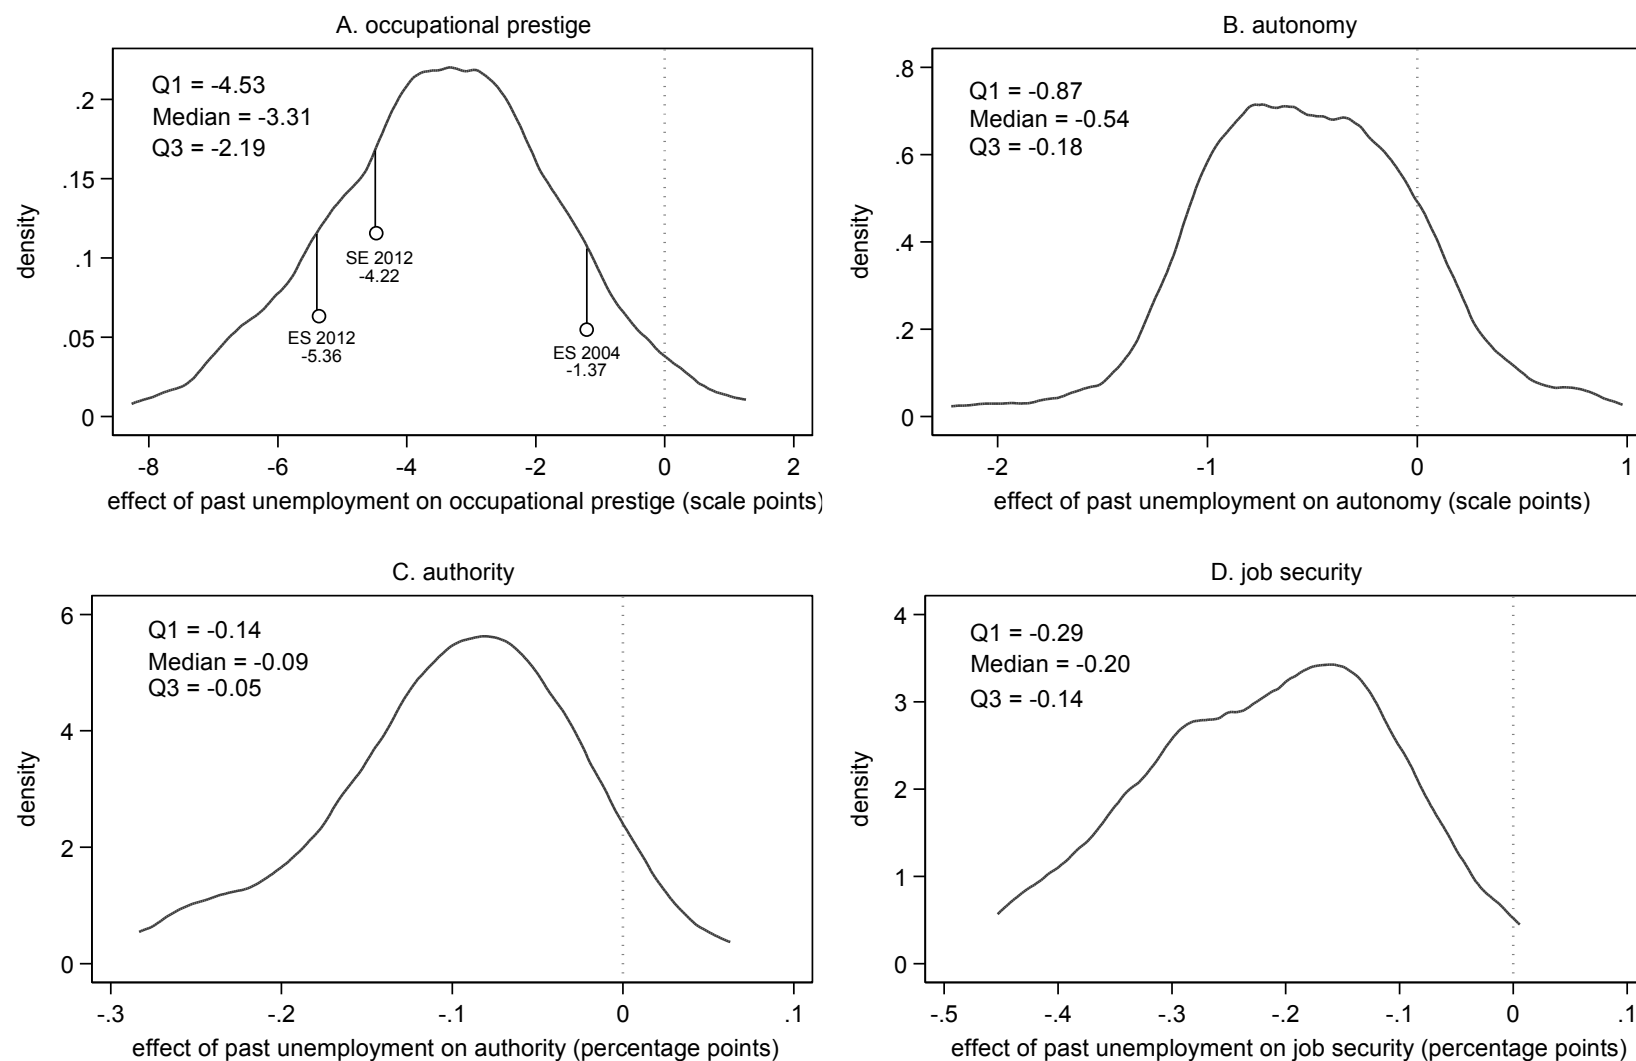 A. occupational prestige
Q1 = -4.53
Median = -3.31
Q3 = -2.19
.2
.15
.1
.05
0
density
SE 2012
-4.22
ES 2012
-5.36
ES 2004
-1.37
-8
-6
-4
-2
0
2
effect of past unemployment on occupational prestige (scale points)
B. autonomy
Q1 = -0.87
Median = -0.54
Q3 = -0.18
.8
.6
.4
.2
0
density
-2
-1
0
1
effect of past unemployment on autonomy (scale points)
C. authority
Q1 = -0.14
Median = -0.09
Q3 = -0.05
6
4
2
0
density
-.3
-.2
-.1
0
.1
effect of past unemployment on authority (percentage points)
D. job security
Q1 = -0.29
Median = -0.20
Q3 = -0.14
4
3
2
1
0
density
-.5
-.4
-.3
-.2
-.1
0
.1
effect of past unemployment on job security (percentage points)